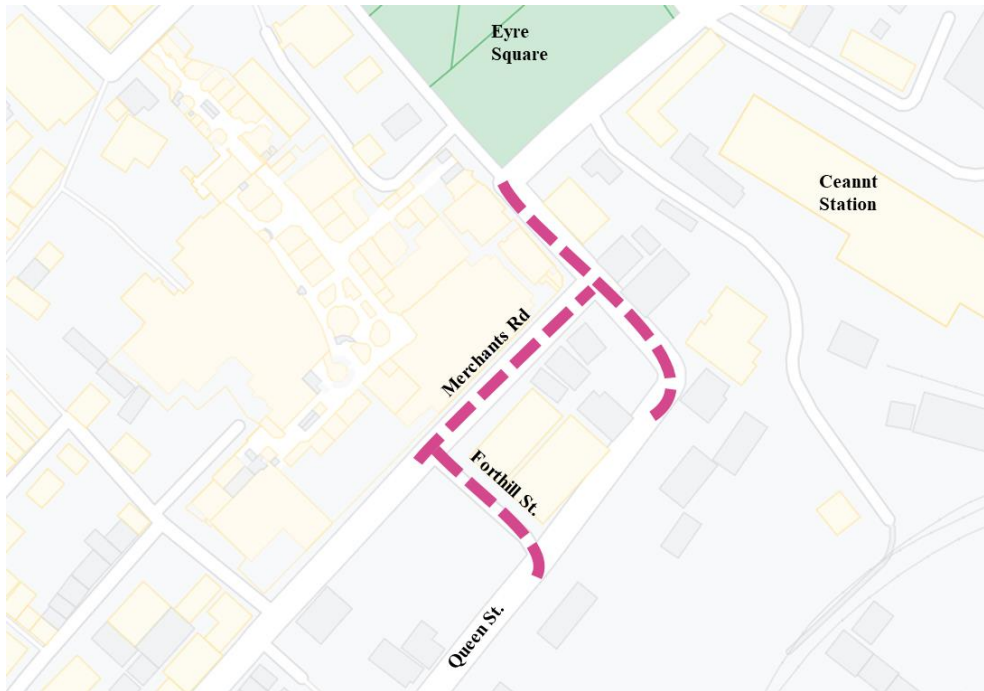 Eyre
Square
Ceannt
Station
Merchants Rd
Forthill St.
Queen St.